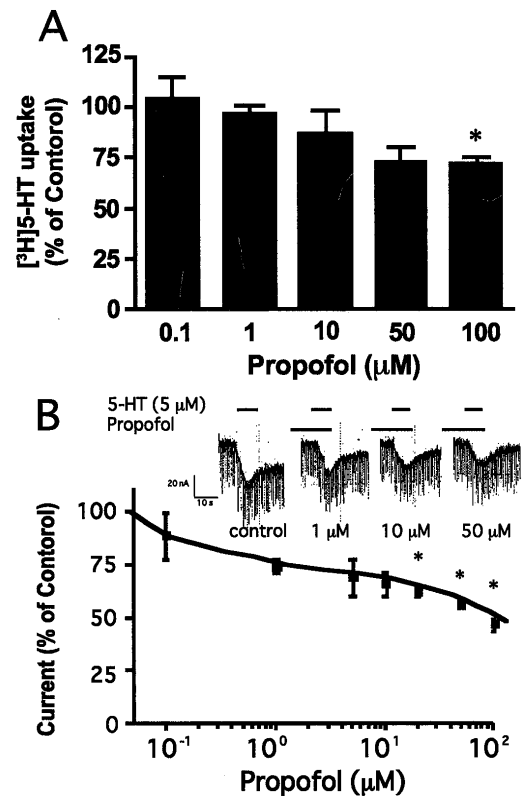 A
[³H]5-HT uptake
(% of Contorol)
125
100
75
50
25
0
*
0.1 1 10 50 100
Propofol (μM)
B
5-HT (5 μM)
Propofol
20 nA
10 s
control 1 μM 10 μM 50 μM
Current (% of Contorol)
100
75
50
25
0
* * *
10⁻¹ 10⁰ 10¹ 10²
Propofol (μM)